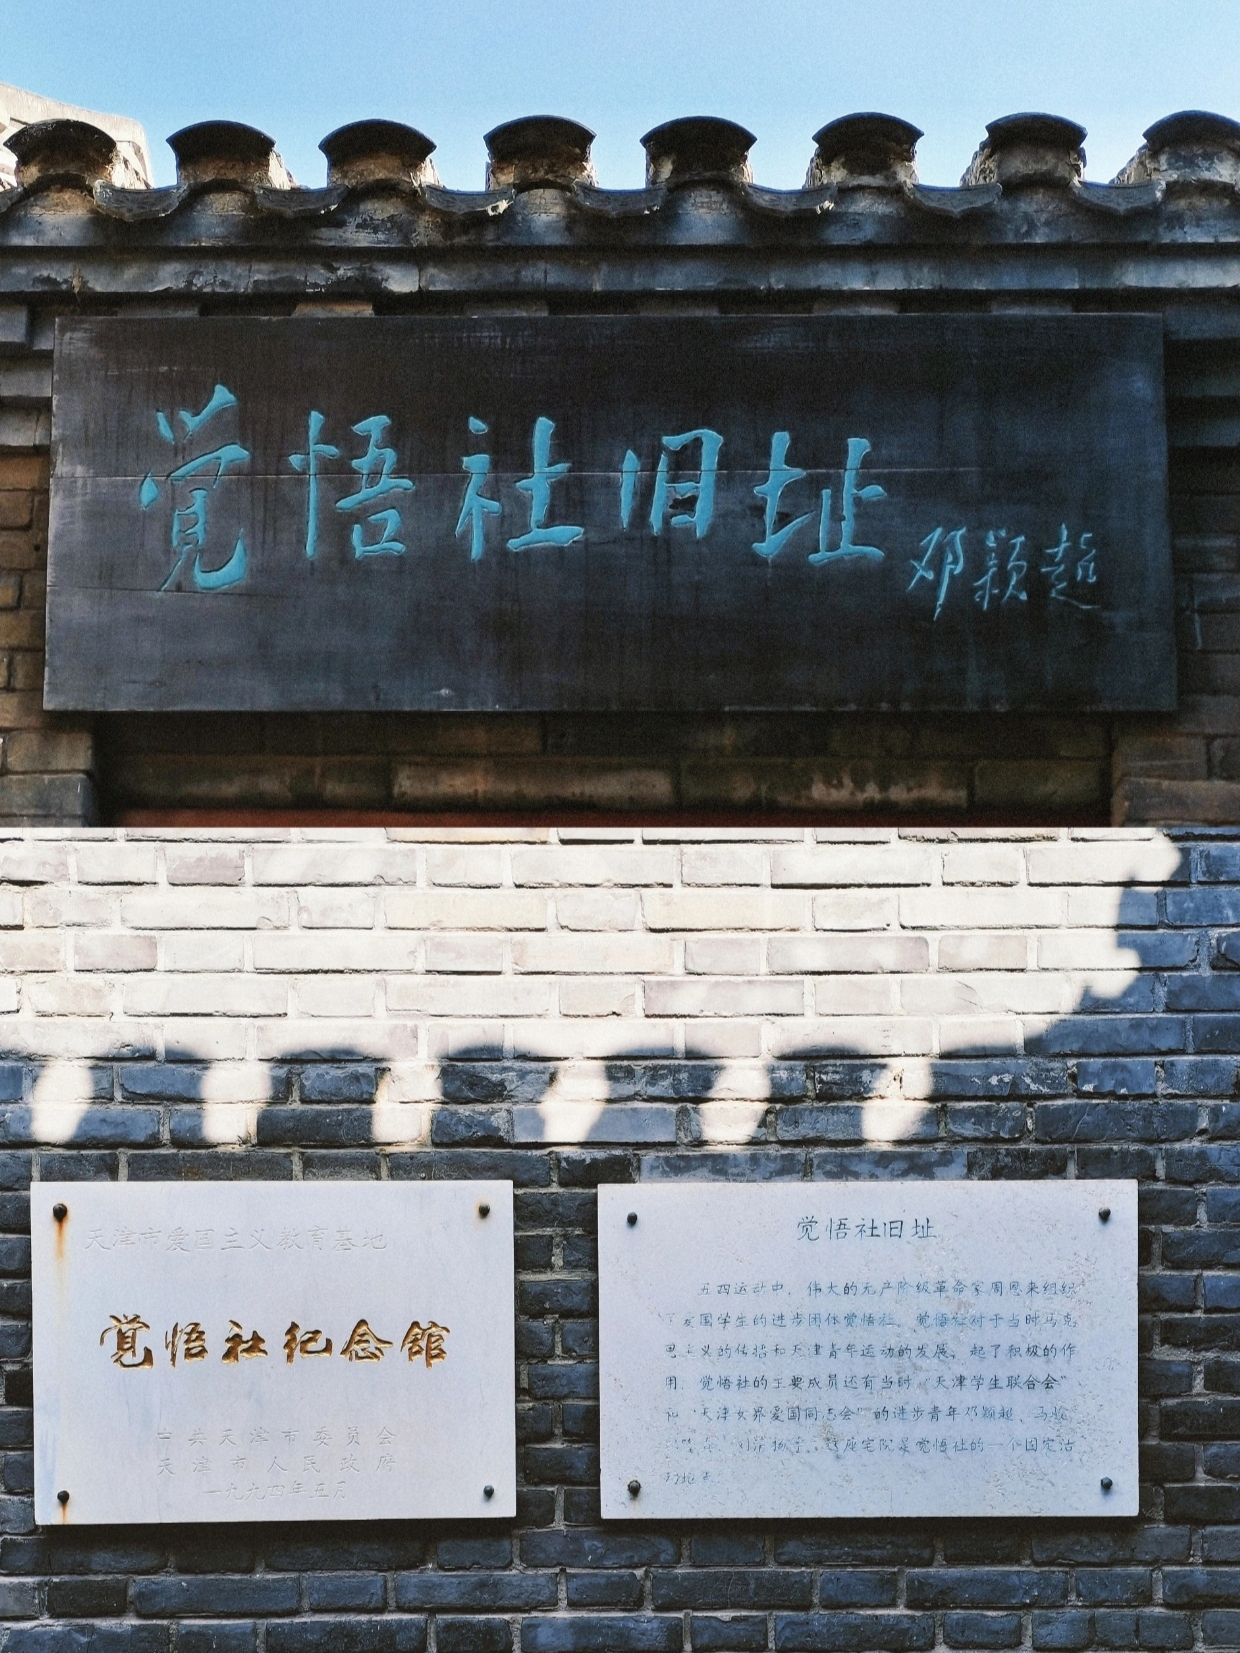 觉悟社旧址
邓颖超
天津市爱国主义教育基地
觉悟社纪念馆
中共天津市委员会
天津市人民政府
一九九四年五月
觉悟社旧址
五四运动中，伟大的无产阶级革命家周恩来组织
了爱国学生的进步团体觉悟社。觉悟社对于当时马克
思主义的传播和天津青年运动的发展，起了积极的作
用。觉悟社的主要成员还有当时“天津学生联合会”
和“天津女界爱国同志会”的进步青年邓颖超、马骏
刘清扬等。这座宅院是觉悟社的一个固定活
动地